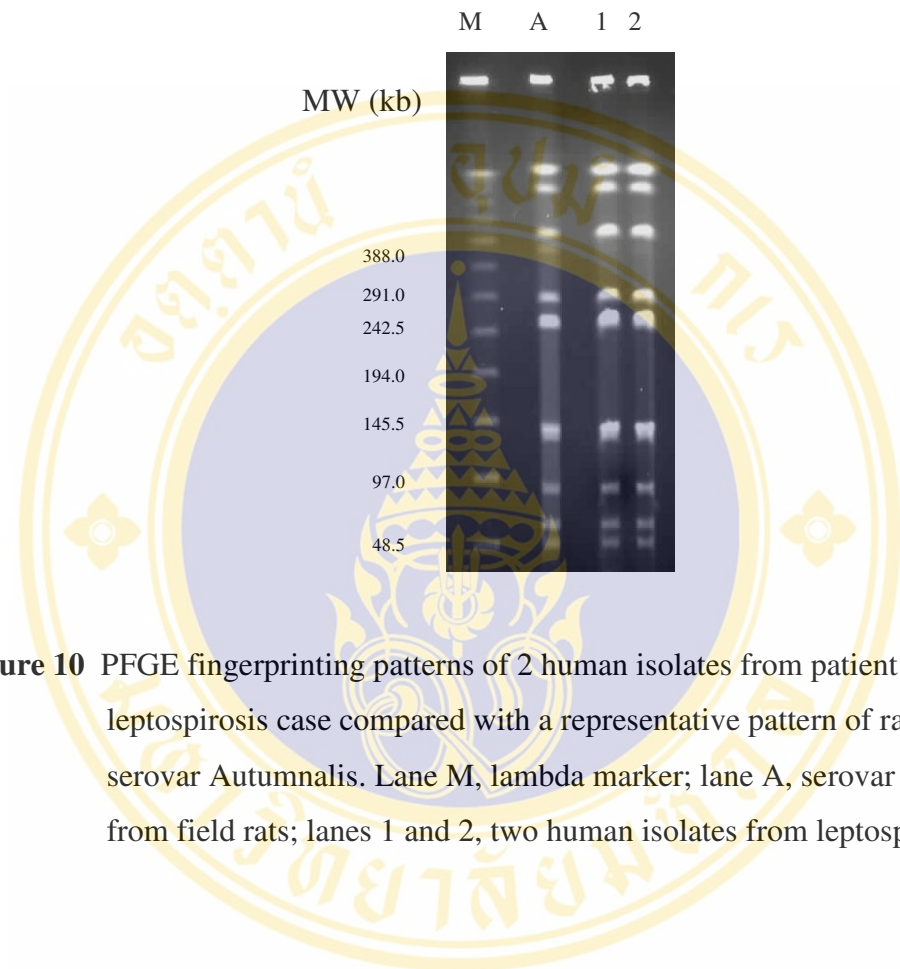 M A 1 2
MW (kb)
388.0
291.0
242.5
194.0
145.5
97.0
48.5
ure 10 PFGE fingerprinting patterns of 2 human isolates from patient
leptospirosis case compared with a representative pattern of ra
serovar Autumnalis. Lane M, lambda marker; lane A, serovar
from field rats; lanes 1 and 2, two human isolates from leptosp